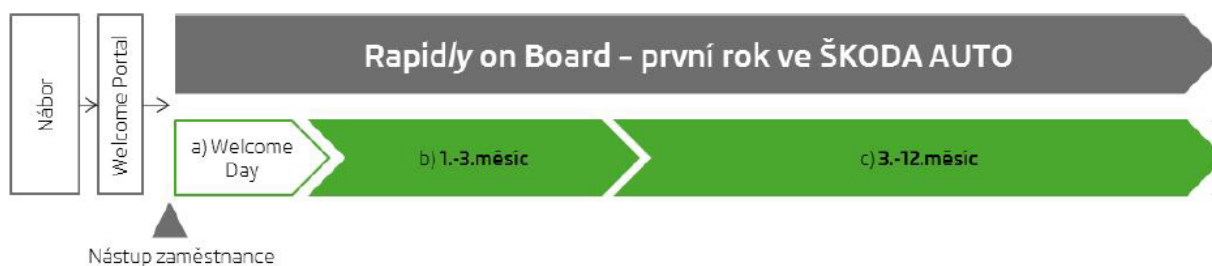 Nábor
Welcome Portal
Rapidly on Board – první rok ve ŠKODA AUTO
a) Welcome
Day
b) 1.-3.měsíc
c) 3.-12.měsíc
Nástup zaměstnance